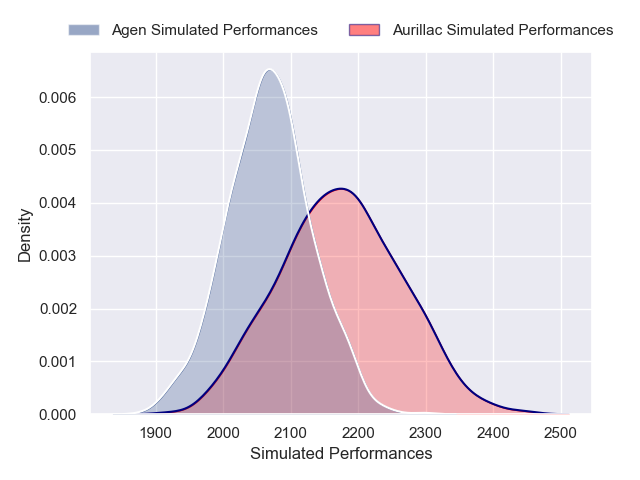 Agen Simulated Performances
Aurillac Simulated Performances
0.006
0.005
0.004
0.003
0.002
0.001
0.000
Density
1900 2000 2100 2200 2300 2400 2500
Simulated Performances